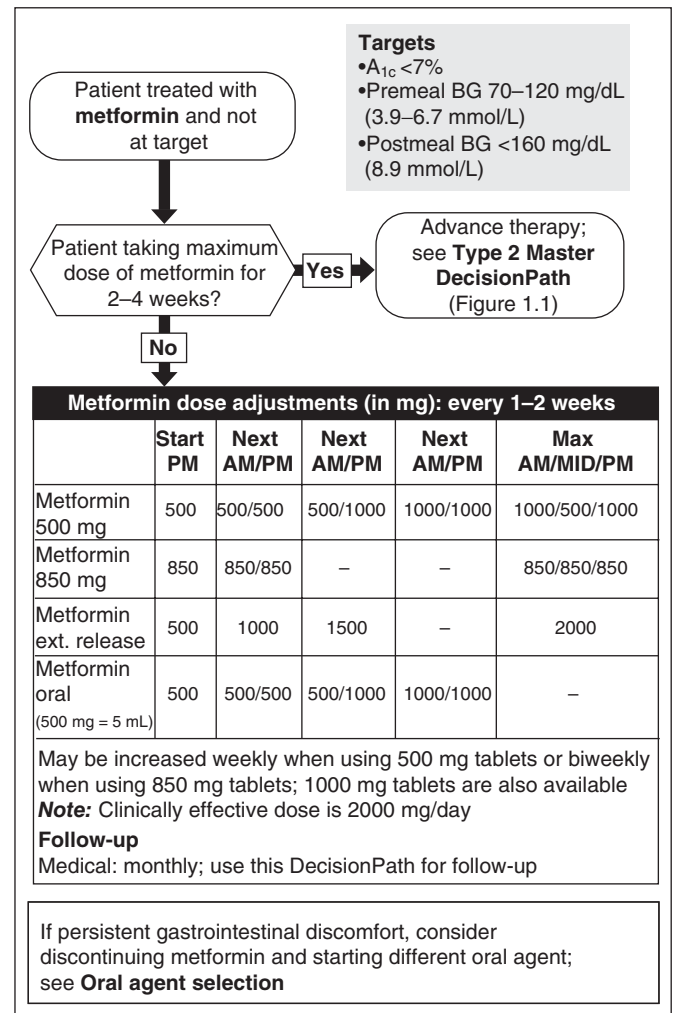 Targets
•A1c <7%
•Premeal BG 70–120 mg/dL
(3.9–6.7 mmol/L)
•Postmeal BG <160 mg/dL
(8.9 mmol/L)
Patient treated with
metformin and not
at target
Patient taking maximum
dose of metformin for
2–4 weeks?
Yes
Advance therapy;
see Type 2 Master
DecisionPath
(Figure 1.1)
No
Metformin dose adjustments (in mg): every 1–2 weeks
Start Next Next Next Max
PM AM/PM AM/PM AM/PM AM/MID/PM
Metformin
500 mg 500 500/500 500/1000 1000/1000 1000/500/1000
Metformin
850 mg 850 850/850 – – 850/850/850
Metformin
ext. release 500 1000 1500 – 2000
Metformin
oral 500 500/500 500/1000 1000/1000 –
(500 mg = 5 mL)
May be increased weekly when using 500 mg tablets or biweekly
when using 850 mg tablets; 1000 mg tablets are also available
Note: Clinically effective dose is 2000 mg/day
Follow-up
Medical: monthly; use this DecisionPath for follow-up
If persistent gastrointestinal discomfort, consider
discontinuing metformin and starting different oral agent;
see Oral agent selection